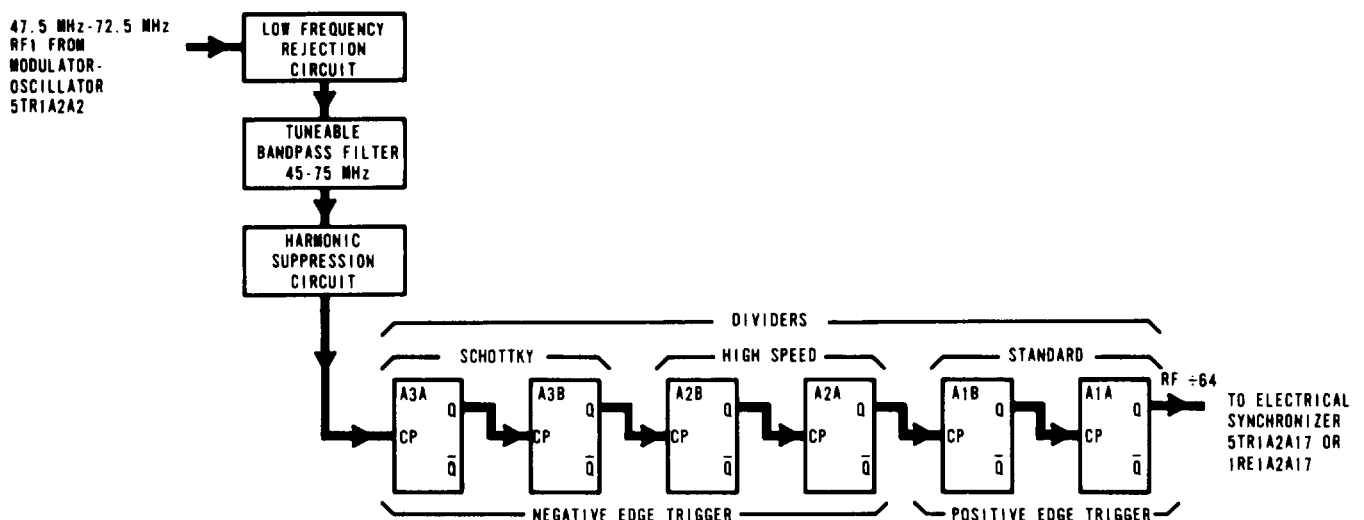 47.5 MHz-72.5 MHz
RF1 FROM
MODULATOR-
OSCILLATOR
5TR1A2A2
LOW FREQUENCY
REJECTION
CIRCUIT
TUNEABLE
BANDPASS FILTER
45-75 MHz
HARMONIC
SUPPRESSION
CIRCUIT
DIVIDERS
SCHOTTKY
HIGH SPEED
STANDARD
A3A
Q
CP
Q̅
A3B
Q
CP
Q̅
A2B
Q
CP
Q̅
A2A
Q
CP
Q̅
A1B
Q
CP
Q̅
A1A
Q
CP
Q̅
RF ÷64
TO ELECTRICAL
SYNCHRONIZER
5TR1A2A17 OR
1RE1A2A17
NEGATIVE EDGE TRIGGER
POSITIVE EDGE TRIGGER